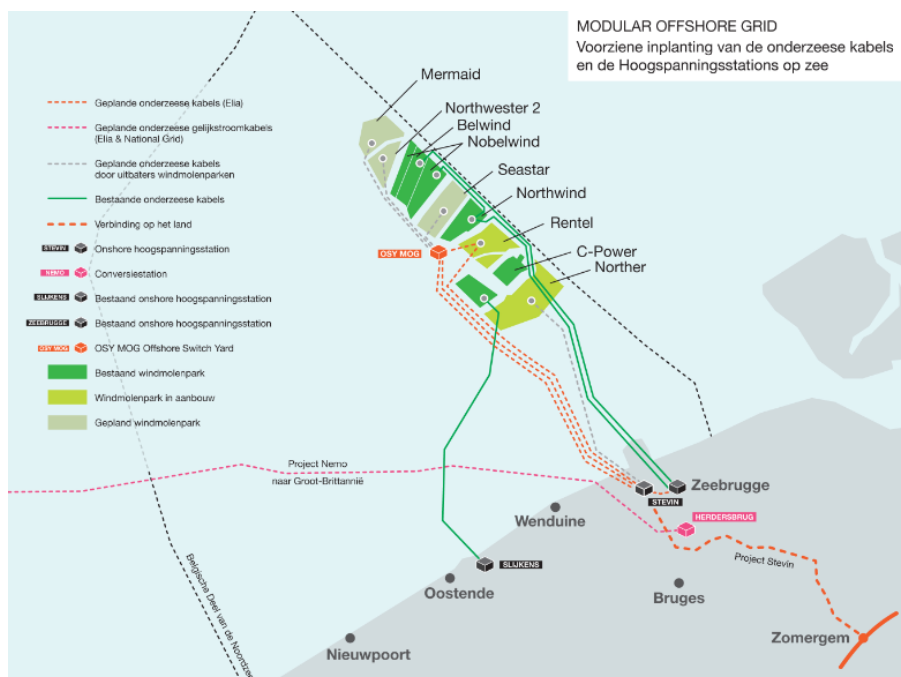 MODULAR OFFSHORE GRID
Voorziene inplanting van de onderzeese kabels
en de Hoogspanningsstations op zee
Mermaid
Northwester 2
Belwind
Nobelwind
Seastar
Northwind
Rentel
C-Power
Norther
OSY MOG
Geplande onderzeese kabels (Elia)
Geplande onderzeese gelijkstroomkabels
(Elia & National Grid)
Geplande onderzeese kabels
door uitbaters windmolenparken
Bestaande onderzeese kabels
Verbinding op het land
STEVIN Onshore hoogspanningsstation
NEMO Conversiestation
SLIJKENS Bestaand onshore hoogspanningsstation
ZEEBRUGGE Bestaand onshore hoogspanningsstation
OSY MOG OSY MOG Offshore Switch Yard
Bestaand windmolenpark
Windmolenpark in aanbouw
Gepland windmolenpark
Project Nemo
naar Groot-Brittannië
Zeebrugge
STEVIN
HERDERSBRUG
Wenduine
Project Stevin
SLIJKENS
Oostende
Bruges
Belgische Deel van de Noordzee
Nieuwpoort
Zomergem